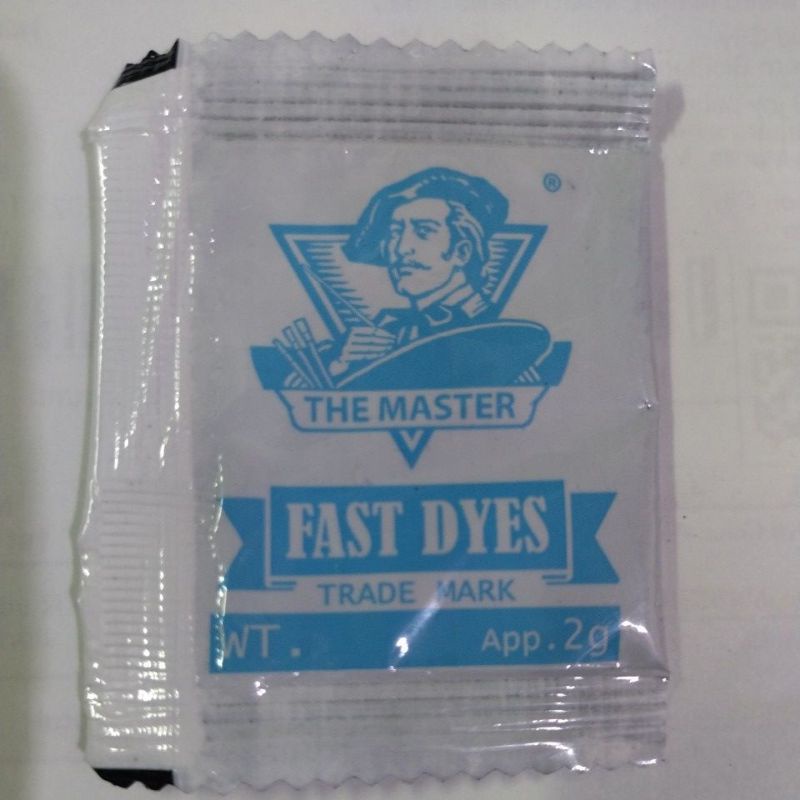 ®
THE MASTER
FAST DYES
TRADE MARK
WT. App.2g